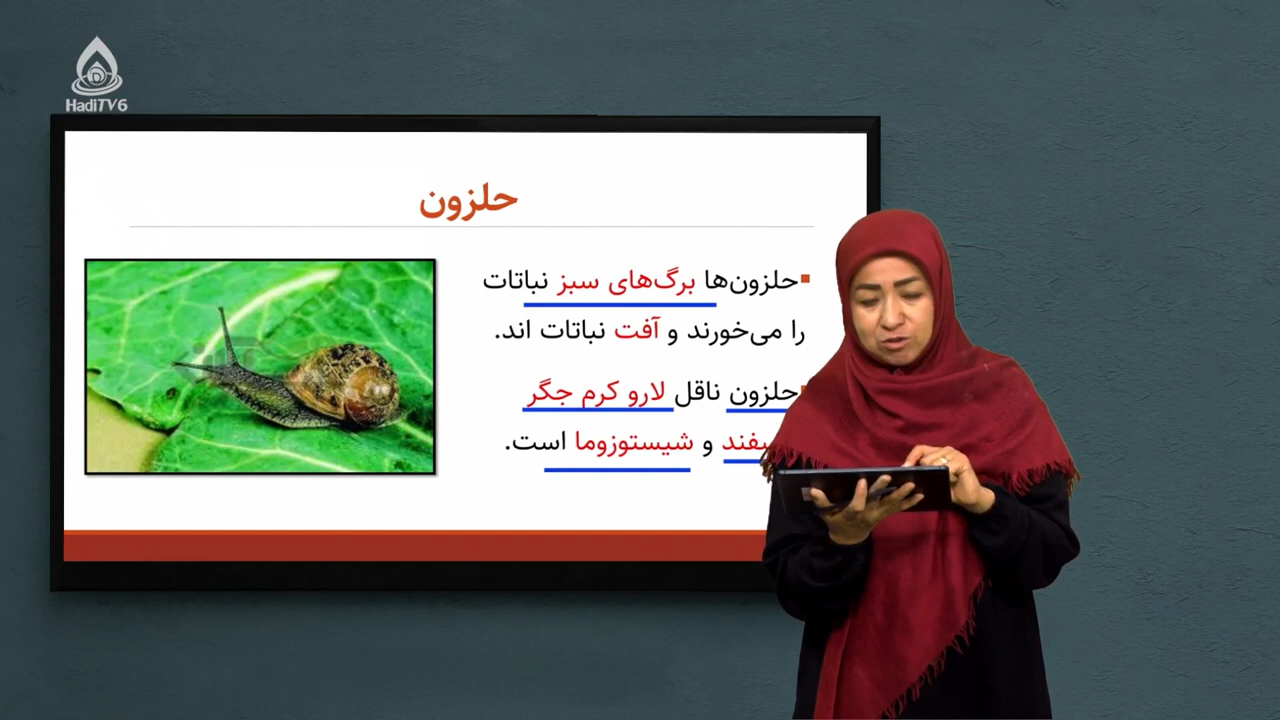 HadiTV6
حلزون
حلزون‌ها برگ‌های سبز نباتات
را می‌خورند و آفت نباتات اند.
حلزون ناقل لارو کرم جگر
و شیستوزوما است.